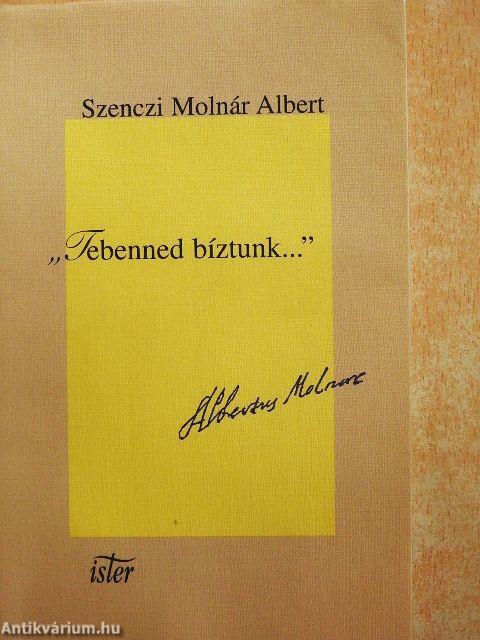 Szenczi Molnár Albert
„Tebenned bíztunk...”
Albertus Molnar
ister
Antikvárium.hu